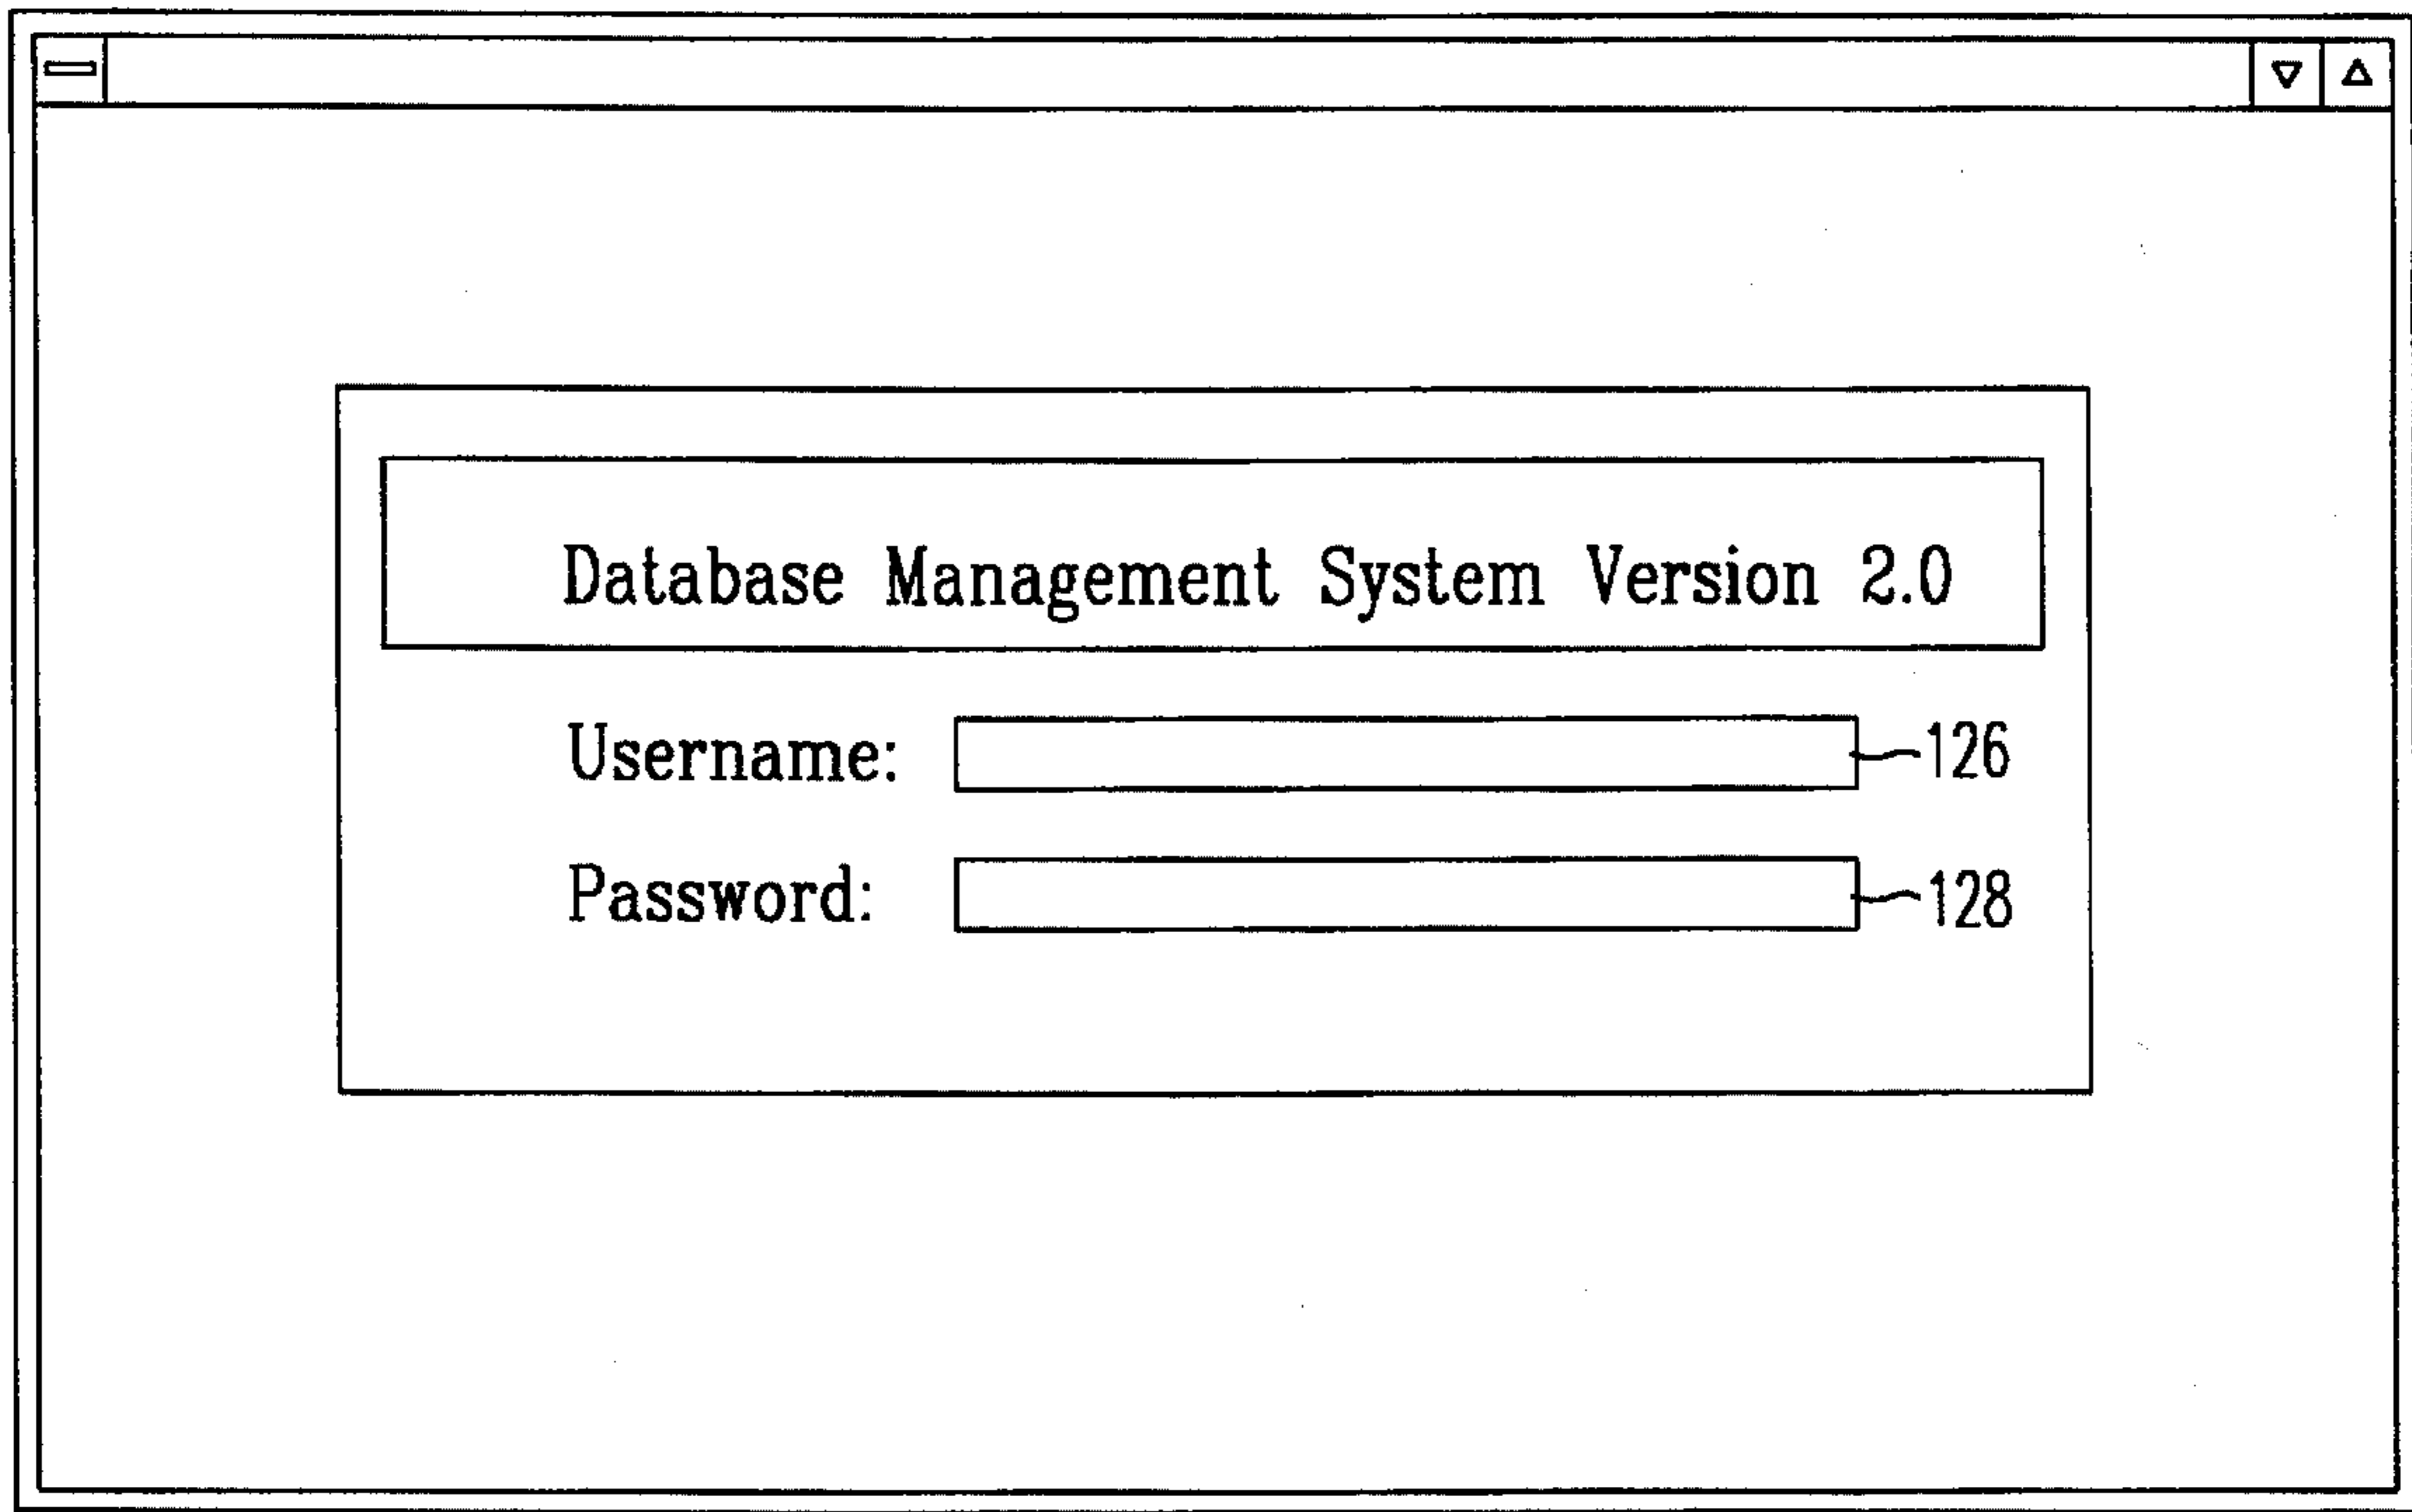 Database Management System Version 2.0
Username: 126
Password: 128